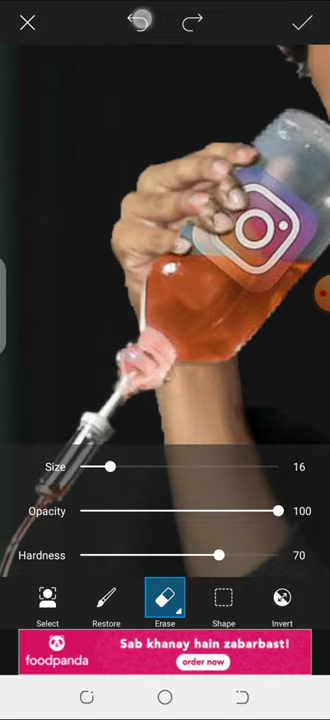 Size 16
Opacity 100
Hardness 70
Select Restore Erase Shape Invert
foodpanda
Sab khanay hain zabarbast!
order now